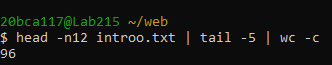 20bca117@Lab215 ~/web
$ head -n12 introo.txt | tail -5 | wc -c
96